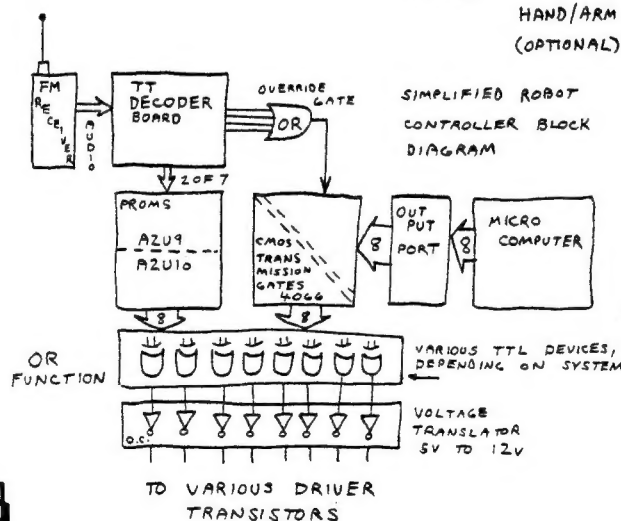 HAND/ARM
(OPTIONAL)
FM
RECEIVER
AUDIO
TT
DECODER
BOARD
OVERRIDE
GATE
OR
SIMPLIFIED ROBOT
CONTROLLER BLOCK
DIAGRAM
2 OF 7
PROMS
A2U9
A2U10
CMOS
TRANS
MISSION
GATES
4066
8
OUT
PUT
PORT
8
MICRO
COMPUTER
8
8
OR
FUNCTION
VARIOUS TTL DEVICES,
DEPENDING ON SYSTEM
O.C.
VOLTAGE
TRANSLATOR
5V TO 12V
TO VARIOUS DRIVER
TRANSISTORS